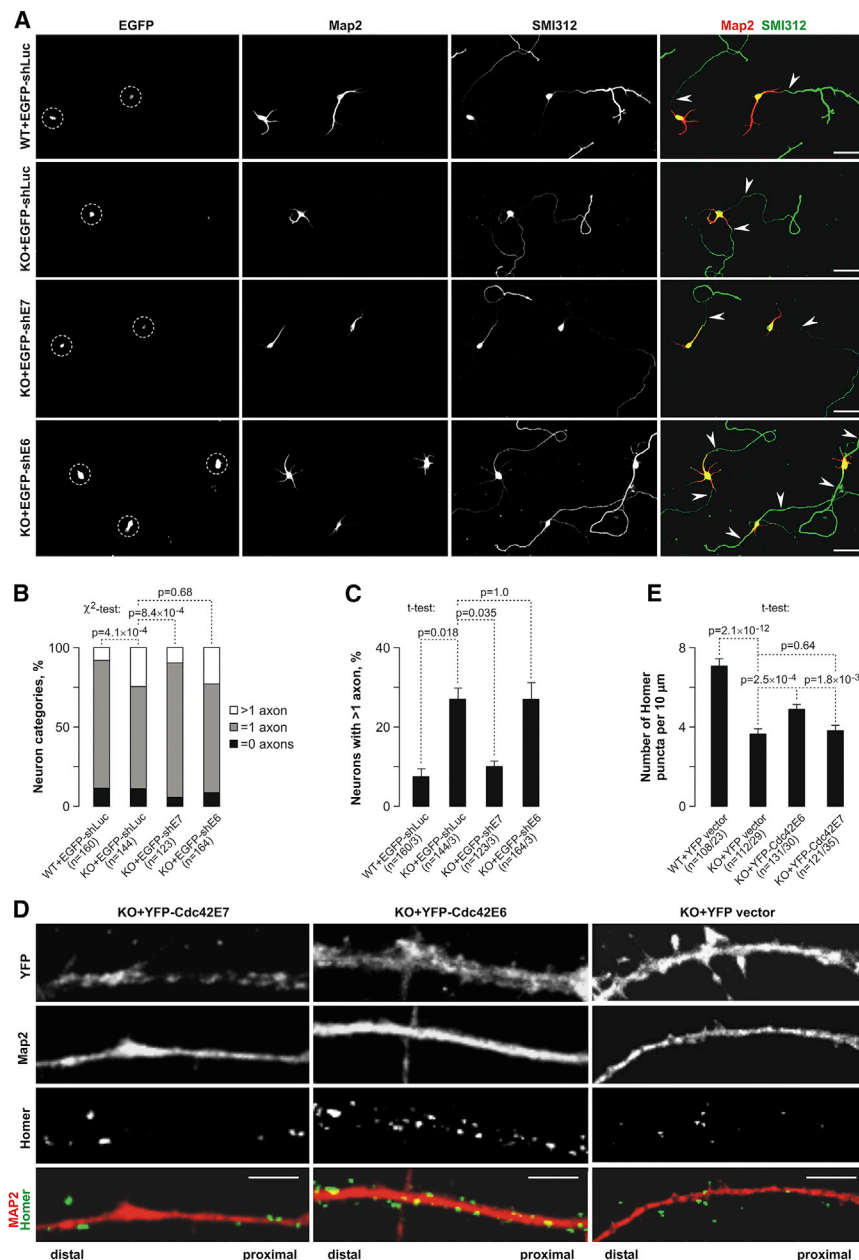 A
EGFP Map2 SMI312 Map2 SMI312
WT+EGFP-shLuc
KO+EGFP-shLuc
KO+EGFP-shE7
KO+EGFP-shE6
B
χ²-test:
p=0.68
p=8.4×10⁻⁴
p=4.1×10⁻⁴
Neuron categories, %
100
50
0
>1 axon
=1 axon
=0 axons
WT+EGFP-shLuc
(n=160)
KO+EGFP-shLuc
(n=144)
KO+EGFP-shE7
(n=123)
KO+EGFP-shE6
(n=164)
C
t-test:
p=1.0
p=0.035
p=0.018
Neurons with >1 axon, %
40
20
0
WT+EGFP-shLuc
(n=160/3)
KO+EGFP-shLuc
(n=144/3)
KO+EGFP-shE7
(n=123/3)
KO+EGFP-shE6
(n=164/3)
E
t-test:
p=2.1×10⁻¹²
p=0.64
p=2.5×10⁻⁴
p=1.8×10⁻³
Number of Homer
puncta per 10 μm
8
4
0
WT+YFP vector
(n=108/23)
KO+YFP vector
(n=112/29)
KO+YFP-Cdc42E6
(n=131/30)
KO+YFP-Cdc42E7
(n=121/35)
D
KO+YFP-Cdc42E7 KO+YFP-Cdc42E6 KO+YFP vector
YFP
Map2
Homer
MAP2
Homer
distal proximal distal proximal distal proximal